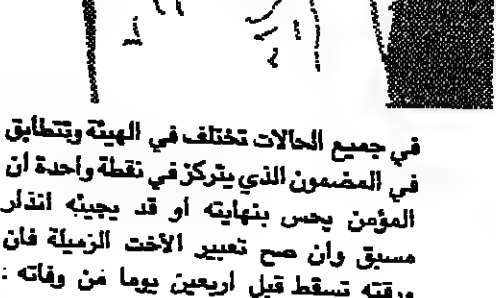 في جميع الحالات تختلف في الهيئة وتتطابق
في المضمون الذي يتركز في نقطة واحدة ان
المؤمن يحس بنهايته او قد يجيئه انذار
مسبق وان صح تعبير الأخت الزميلة فان
ورقته تسقط قبل اربعين يوما من وفاته :